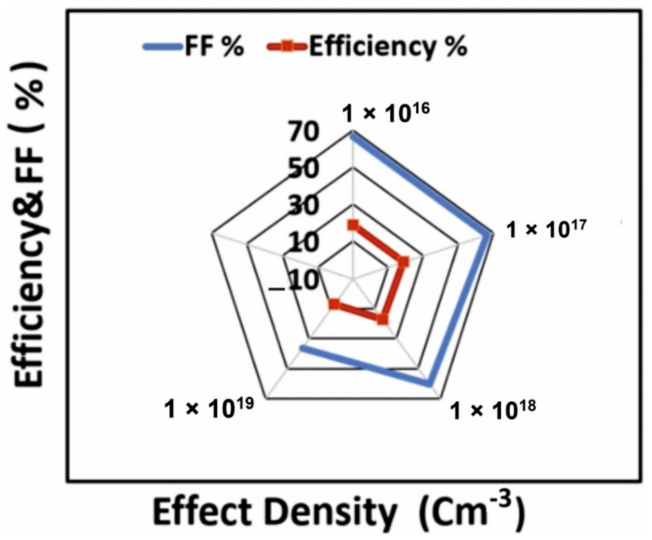 FF % Efficiency %
1 × 10¹⁶
70
50
30
10
–10
1 × 10¹⁷
1 × 10¹⁸
1 × 10¹⁹
Efficiency&FF ( %)
Effect Density (Cm⁻³)